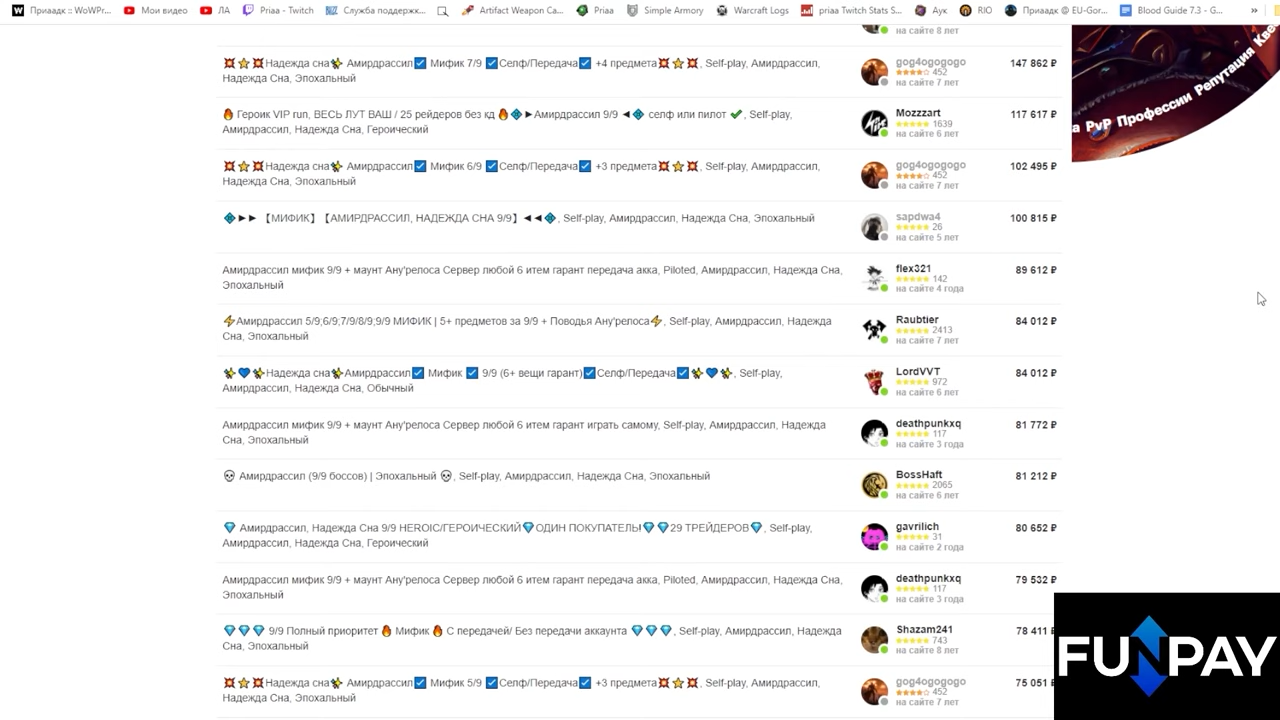 Приаадк :: WoWPr...
Мои видео
ЛА
Priaa - Twitch
Служба поддержк...
Artifact Weapon Ca...
Priaa
Simple Armory
Warcraft Logs
priaa Twitch Stats S...
Аук
RIO
Приаадк @ EU-Gor...
Blood Guide 7.3 - G...
»
на сайте 8 лет
💥⭐💥Надежда сна✨ Амирдрассил☑ Мифик 7/9 ☑Селф/Передача☑ +4 предмета💥⭐💥, Self-play, Амирдрассил,
Надежда Сна, Эпохальный
gog4ogogogo
452
на сайте 7 лет
147 862 ₽
🔥 Героик VIP run, ВЕСЬ ЛУТ ВАШ / 25 рейдеров без кд 🔥💠►Амирдрассил 9/9 ◄💠 селф или пилот ✔, Self-play,
Амирдрассил, Надежда Сна, Героический
Mozzzart
1639
на сайте 6 лет
117 617 ₽
💥⭐💥Надежда сна✨ Амирдрассил☑ Мифик 6/9 ☑Селф/Передача☑ +3 предмета💥⭐💥, Self-play, Амирдрассил,
Надежда Сна, Эпохальный
gog4ogogogo
452
на сайте 7 лет
102 495 ₽
💠►►【МИФИК】【АМИРДРАССИЛ, НАДЕЖДА СНА 9/9】◄◄💠, Self-play, Амирдрассил, Надежда Сна, Эпохальный
sapdwa4
26
на сайте 5 лет
100 815 ₽
Амирдрассил мифик 9/9 + маунт Ану'релоса Сервер любой 6 итем гарант передача акка, Piloted, Амирдрассил, Надежда Сна,
Эпохальный
flex321
142
на сайте 4 года
89 612 ₽
⚡Амирдрассил 5/9;6/9;7/9/8/9;9/9 МИФИК | 5+ предметов за 9/9 + Поводья Ану'релоса⚡, Self-play, Амирдрассил, Надежда
Сна, Эпохальный
Raubtier
2413
на сайте 7 лет
84 012 ₽
✨💙✨Надежда сна✨Амирдрассил☑ Мифик ☑ 9/9 (6+ вещи гарант)☑Селф/Передача☑✨💙✨, Self-play,
Амирдрассил, Надежда Сна, Обычный
LordVVT
972
на сайте 6 лет
84 012 ₽
Амирдрассил мифик 9/9 + маунт Ану'релоса Сервер любой 6 итем гарант играть самому, Self-play, Амирдрассил, Надежда
Сна, Эпохальный
deathpunkxq
117
на сайте 3 года
81 772 ₽
💀 Амирдрассил (9/9 боссов) | Эпохальный 💀, Self-play, Амирдрассил, Надежда Сна, Эпохальный
BossHaft
2065
на сайте 6 лет
81 212 ₽
💎 Амирдрассил, Надежда Сна 9/9 HEROIC/ГЕРОИЧЕСКИЙ💎ОДИН ПОКУПАТЕЛЬ!💎 💎29 ТРЕЙДЕРОВ💎, Self-play,
Амирдрассил, Надежда Сна, Героический
gavrilich
31
на сайте 2 года
80 652 ₽
Амирдрассил мифик 9/9 + маунт Ану'релоса Сервер любой 6 итем гарант передача акка, Piloted, Амирдрассил, Надежда Сна,
Эпохальный
deathpunkxq
117
на сайте 3 года
79 532 ₽
💎💎💎 9/9 Полный приоритет 🔥 Мифик 🔥 С передачей/ Без передачи аккаунта 💎💎💎, Self-play, Амирдрассил, Надежда
Сна, Эпохальный
Shazam241
743
на сайте 8 лет
78 411 ₽
💥⭐💥Надежда сна✨ Амирдрассил☑ Мифик 5/9 ☑Селф/Передача☑ +3 предмета💥⭐💥, Self-play, Амирдрассил,
Надежда Сна, Эпохальный
gog4ogogogo
452
на сайте 7 лет
75 051 ₽
а PvP Профессии Репутация Кве
FUNPAY